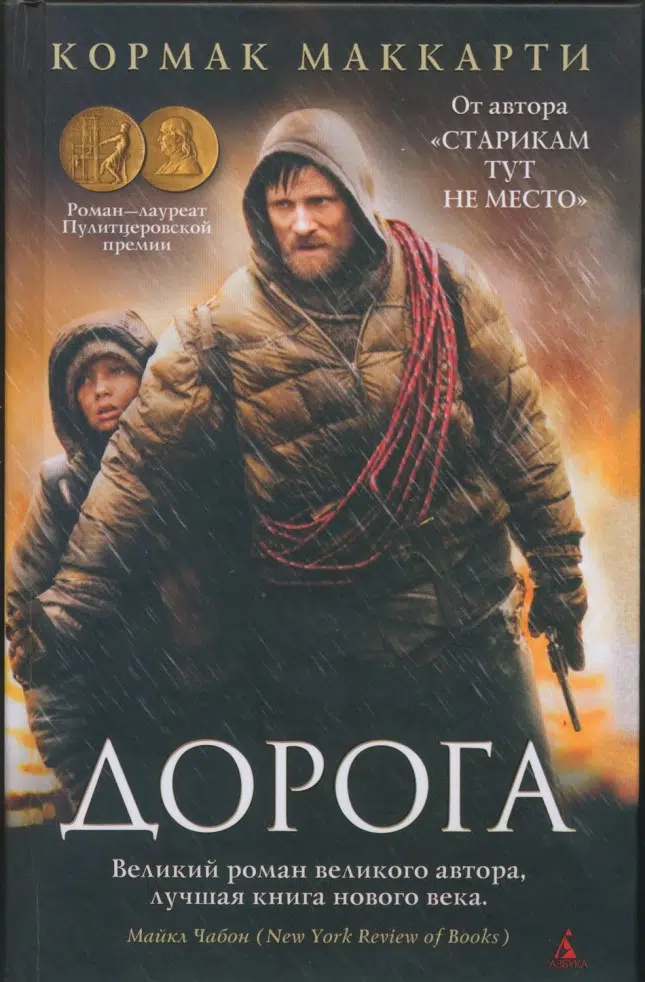 КОРМАК МАККАРТИ
От автора
«СТАРИКАМ
ТУТ
НЕ МЕСТО»
Роман—лауреат
Пулитцеровской
премии
ДОРОГА
Великий роман великого автора,
лучшая книга нового века.
Майкл Чабон (New York Review of Books)
АЗБУКА